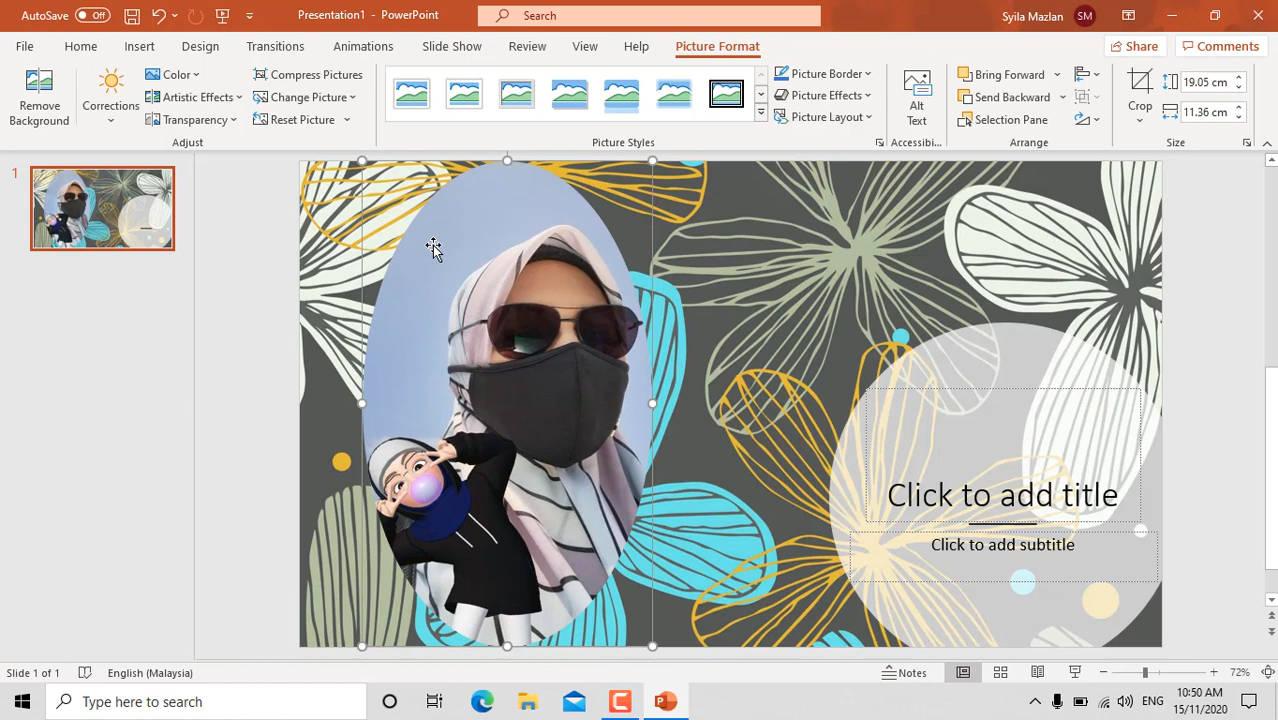 AutoSave Off Presentation1 - PowerPoint Search Syila Mazlan SM
File Home Insert Design Transitions Animations Slide Show Review View Help Picture Format Share Comments
Remove Background
Corrections
Color
Artistic Effects
Transparency
Compress Pictures
Change Picture
Reset Picture
Adjust
Picture Border
Picture Effects
Picture Layout
Picture Styles
Alt Text
Accessibi...
Bring Forward
Send Backward
Selection Pane
Arrange
Crop
19.05 cm
11.36 cm
Size
1
Click to add title
Click to add subtitle
Slide 1 of 1 English (Malaysia) Notes 72%
Type here to search ENG 10:50 AM
15/11/2020